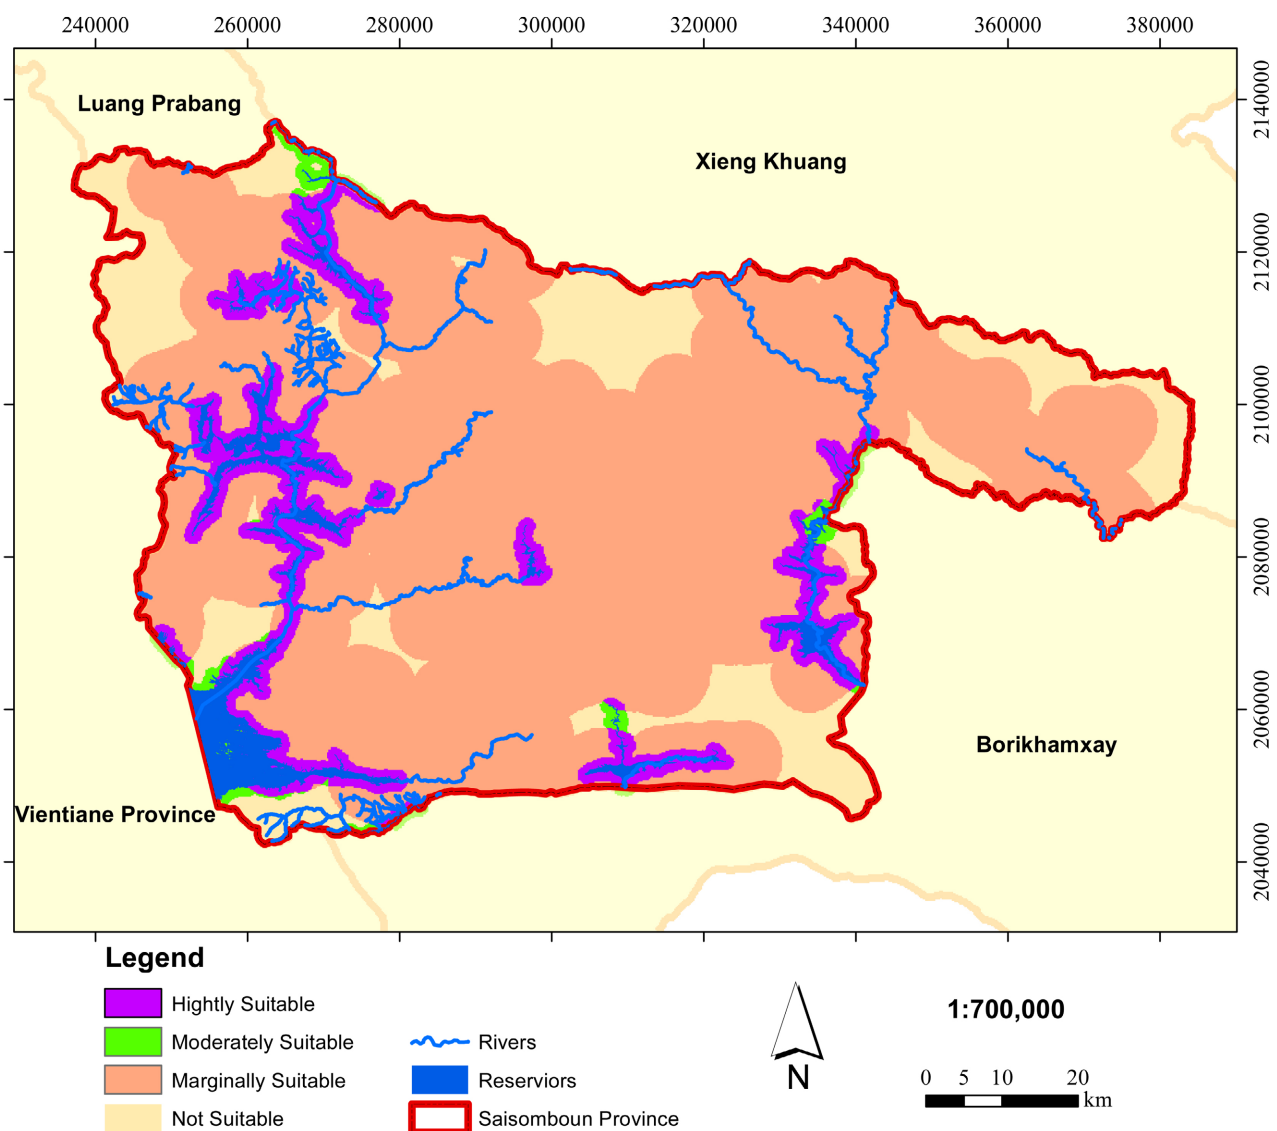 240000 260000 280000 300000 320000 340000 360000 380000
2140000
Luang Prabang
Xieng Khuang
2120000
2100000
2080000
2060000
Borikhamxay
Vientiane Province
2040000
Legend
Hightly Suitable
Moderately Suitable
Marginally Suitable
Not Suitable
Rivers
Reserviors
Saisomboun Province
N
1:700,000
0 5 10 20
km